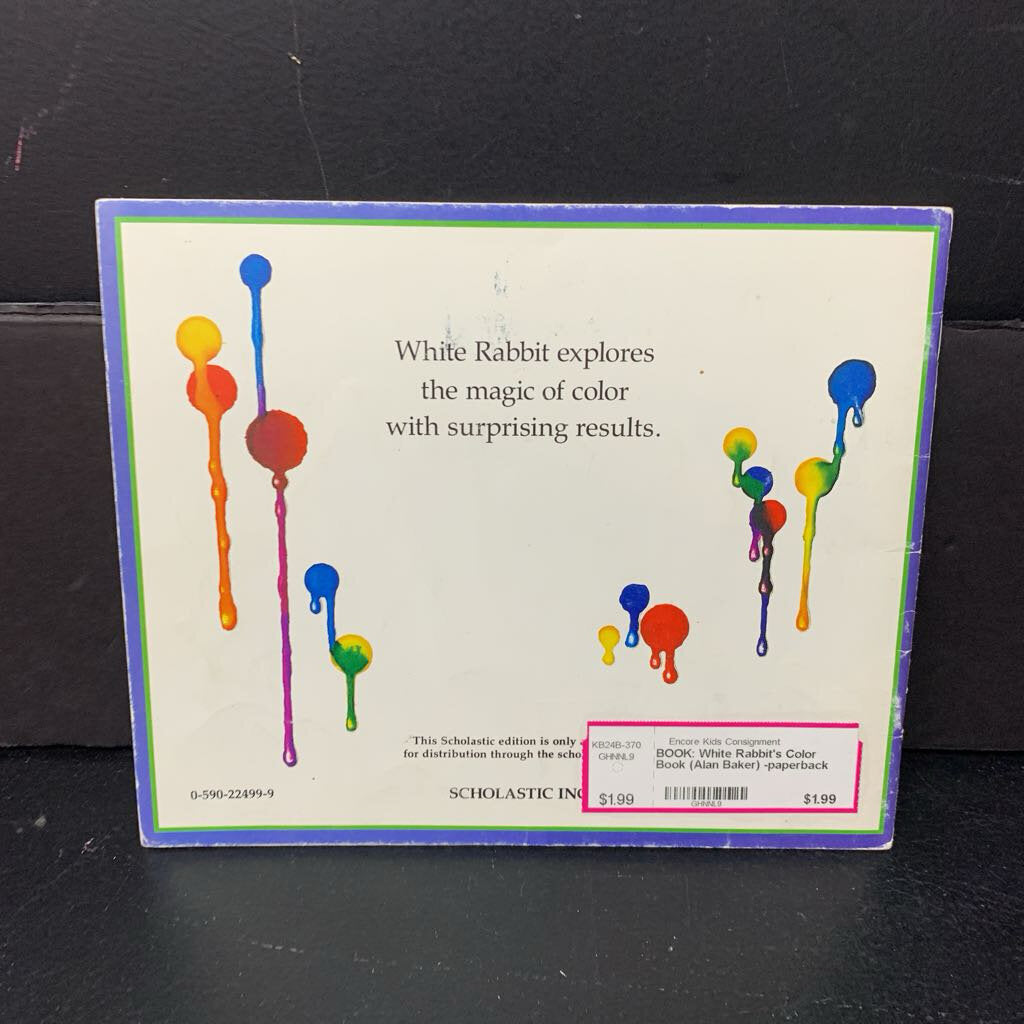 White Rabbit explores
the magic of color
with surprising results.
This Scholastic edition is only
for distribution through the
0-590-22499-9
SCHOLASTIC
KB24B-370
GHNNL9
$1.99
Encore Kids Consignment
BOOK: White Rabbit's Color
Book (Alan Baker) -paperback
GHNNL9
$1.99